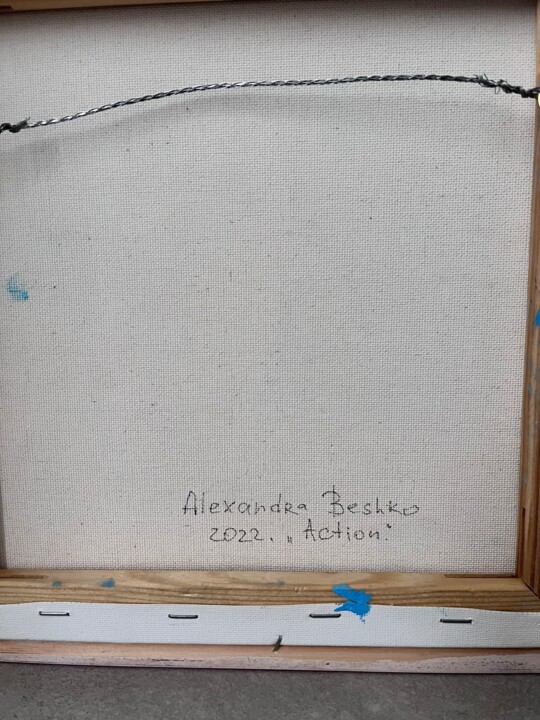 Alexandra Beshko
2022. „Action."